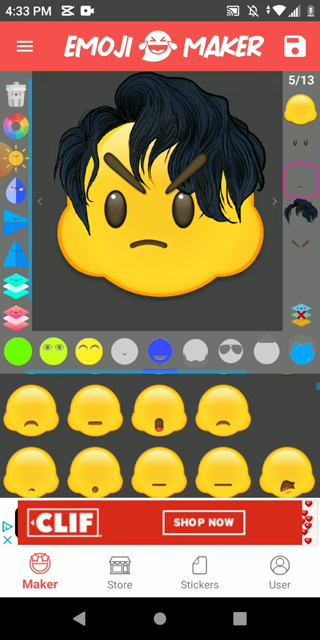 4:33 PM
EMOJI MAKER
5/13
CLIF
SHOP NOW
Maker
Store
Stickers
User